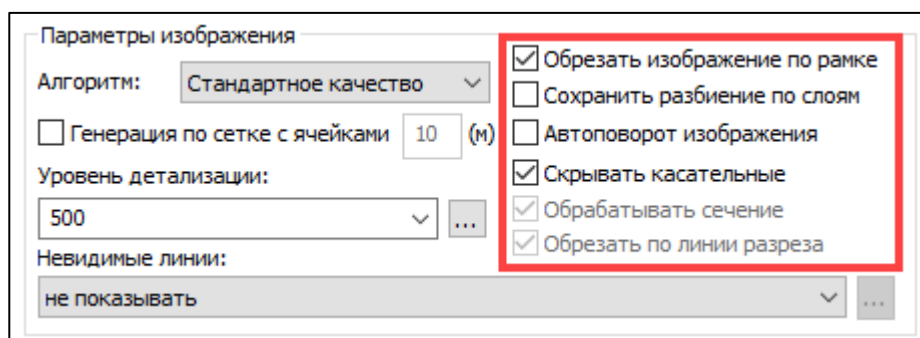 Параметры изображения
Алгоритм: Стандартное качество
Генерация по сетке с ячейками 10 (м)
Уровень детализации:
500 ...
Невидимые линии:
не показывать ...
Обрезать изображение по рамке
Сохранить разбиение по слоям
Автоповорот изображения
Скрывать касательные
Обрабатывать сечение
Обрезать по линии разреза